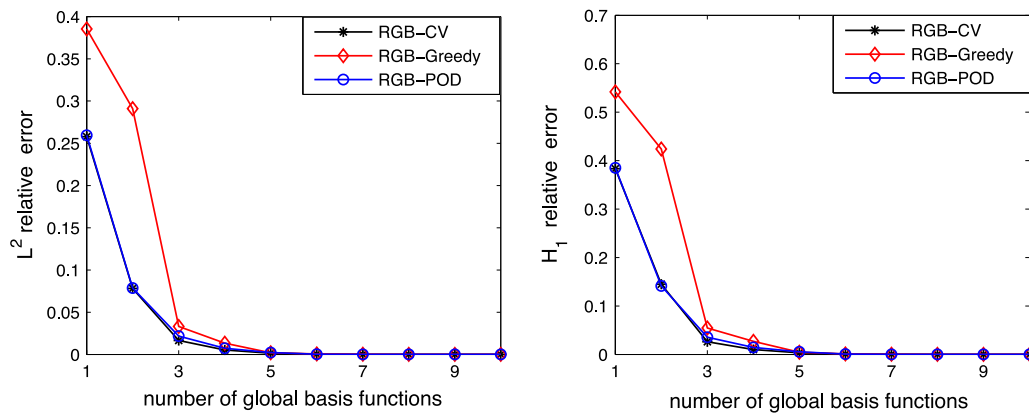 0.4
0.35
0.3
0.25
0.2
0.15
0.1
0.05
0
L² relative error
1 3 5 7 9
number of global basis functions
RGB−CV
RGB−Greedy
RGB−POD
0.7
0.6
0.5
0.4
0.3
0.2
0.1
0
H₁ relative error
1 3 5 7 9
number of global basis functions
RGB−CV
RGB−Greedy
RGB−POD